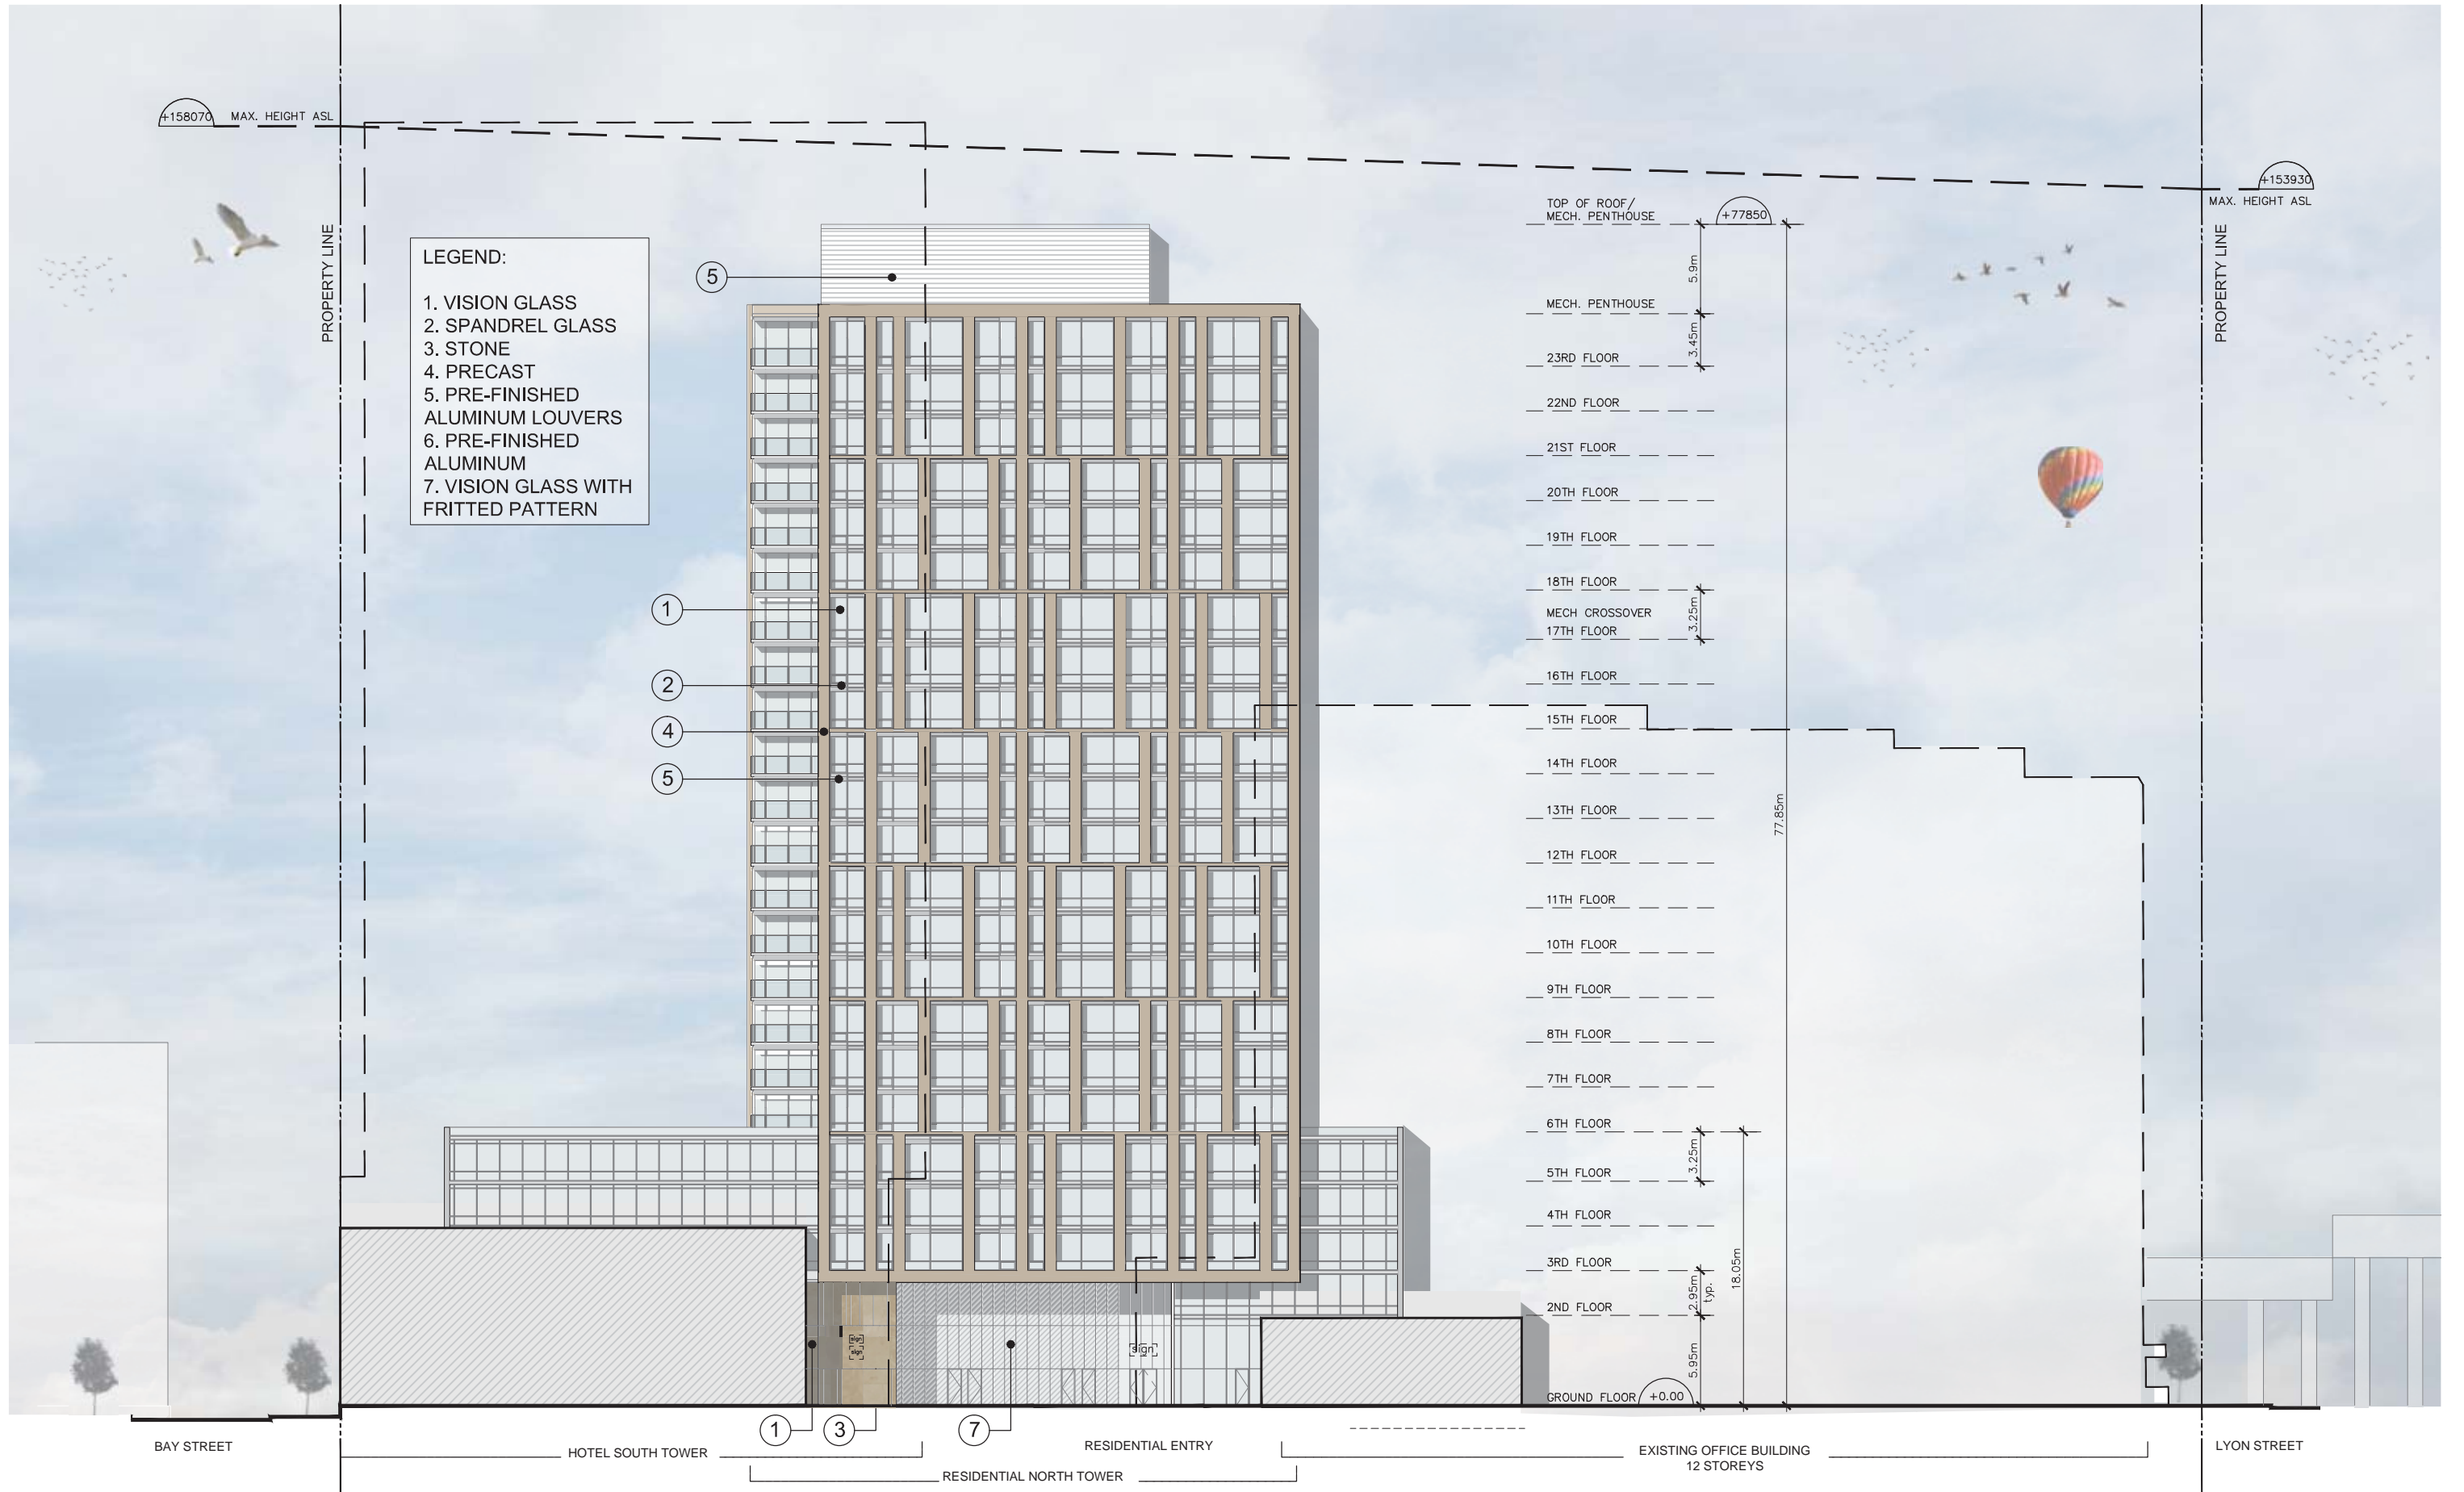 +158070
MAX. HEIGHT ASL
+153930
MAX. HEIGHT ASL
PROPERTY LINE
PROPERTY LINE
LEGEND:
1. VISION GLASS
2. SPANDREL GLASS
3. STONE
4. PRECAST
5. PRE-FINISHED
ALUMINUM LOUVERS
6. PRE-FINISHED
ALUMINUM
7. VISION GLASS WITH
FRITTED PATTERN
5
1
2
4
5
TOP OF ROOF/
MECH. PENTHOUSE
+77850
5.9m
MECH. PENTHOUSE
3.45m
23RD FLOOR
22ND FLOOR
21ST FLOOR
20TH FLOOR
19TH FLOOR
18TH FLOOR
MECH CROSSOVER
3.25m
17TH FLOOR
16TH FLOOR
15TH FLOOR
14TH FLOOR
13TH FLOOR
77.85m
12TH FLOOR
11TH FLOOR
10TH FLOOR
9TH FLOOR
8TH FLOOR
7TH FLOOR
6TH FLOOR
3.25m
5TH FLOOR
4TH FLOOR
3RD FLOOR
18.05m
2.95m
typ.
2ND FLOOR
5.95m
GROUND FLOOR
+0.00
sign
sign
sign
1
3
7
BAY STREET
HOTEL SOUTH TOWER
RESIDENTIAL ENTRY
RESIDENTIAL NORTH TOWER
EXISTING OFFICE BUILDING
12 STOREYS
LYON STREET